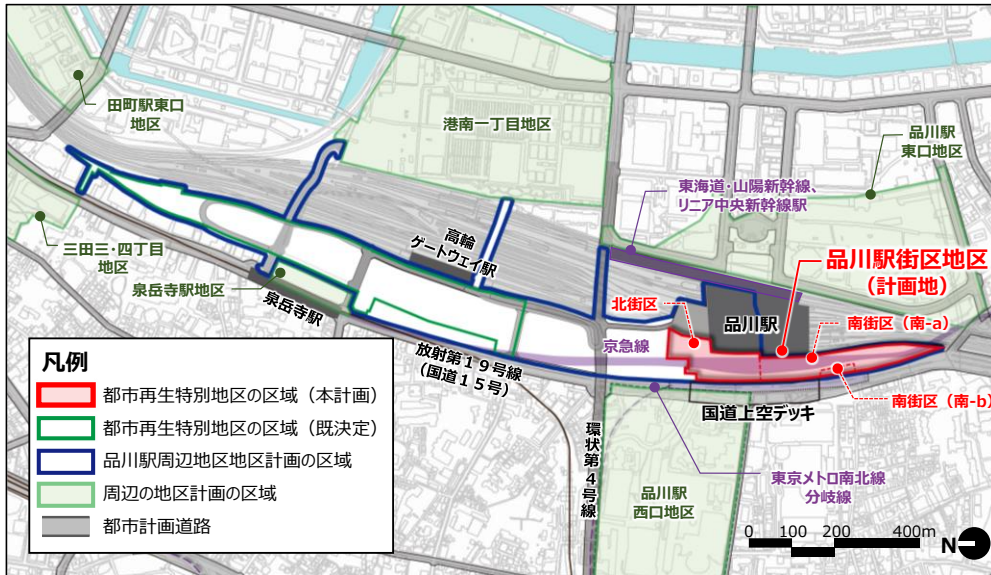 田町駅東口
地区
港南一丁目地区
品川駅
東口地区
東海道・山陽新幹線、
リニア中央新幹線駅
三田三・四丁目
地区
高輪
ゲートウェイ駅
品川駅街区地区
（計画地）
泉岳寺駅地区
泉岳寺駅
北街区
品川駅
南街区（南-a）
京急線
放射第１９号線
（国道１５号）
南街区（南-b）
国道上空デッキ
環状第４号線
東京メトロ南北線
分岐線
品川駅
西口地区
凡例
都市再生特別地区の区域（本計画）
都市再生特別地区の区域（既決定）
品川駅周辺地区地区計画の区域
周辺の地区計画の区域
都市計画道路
0 100 200 400m
N